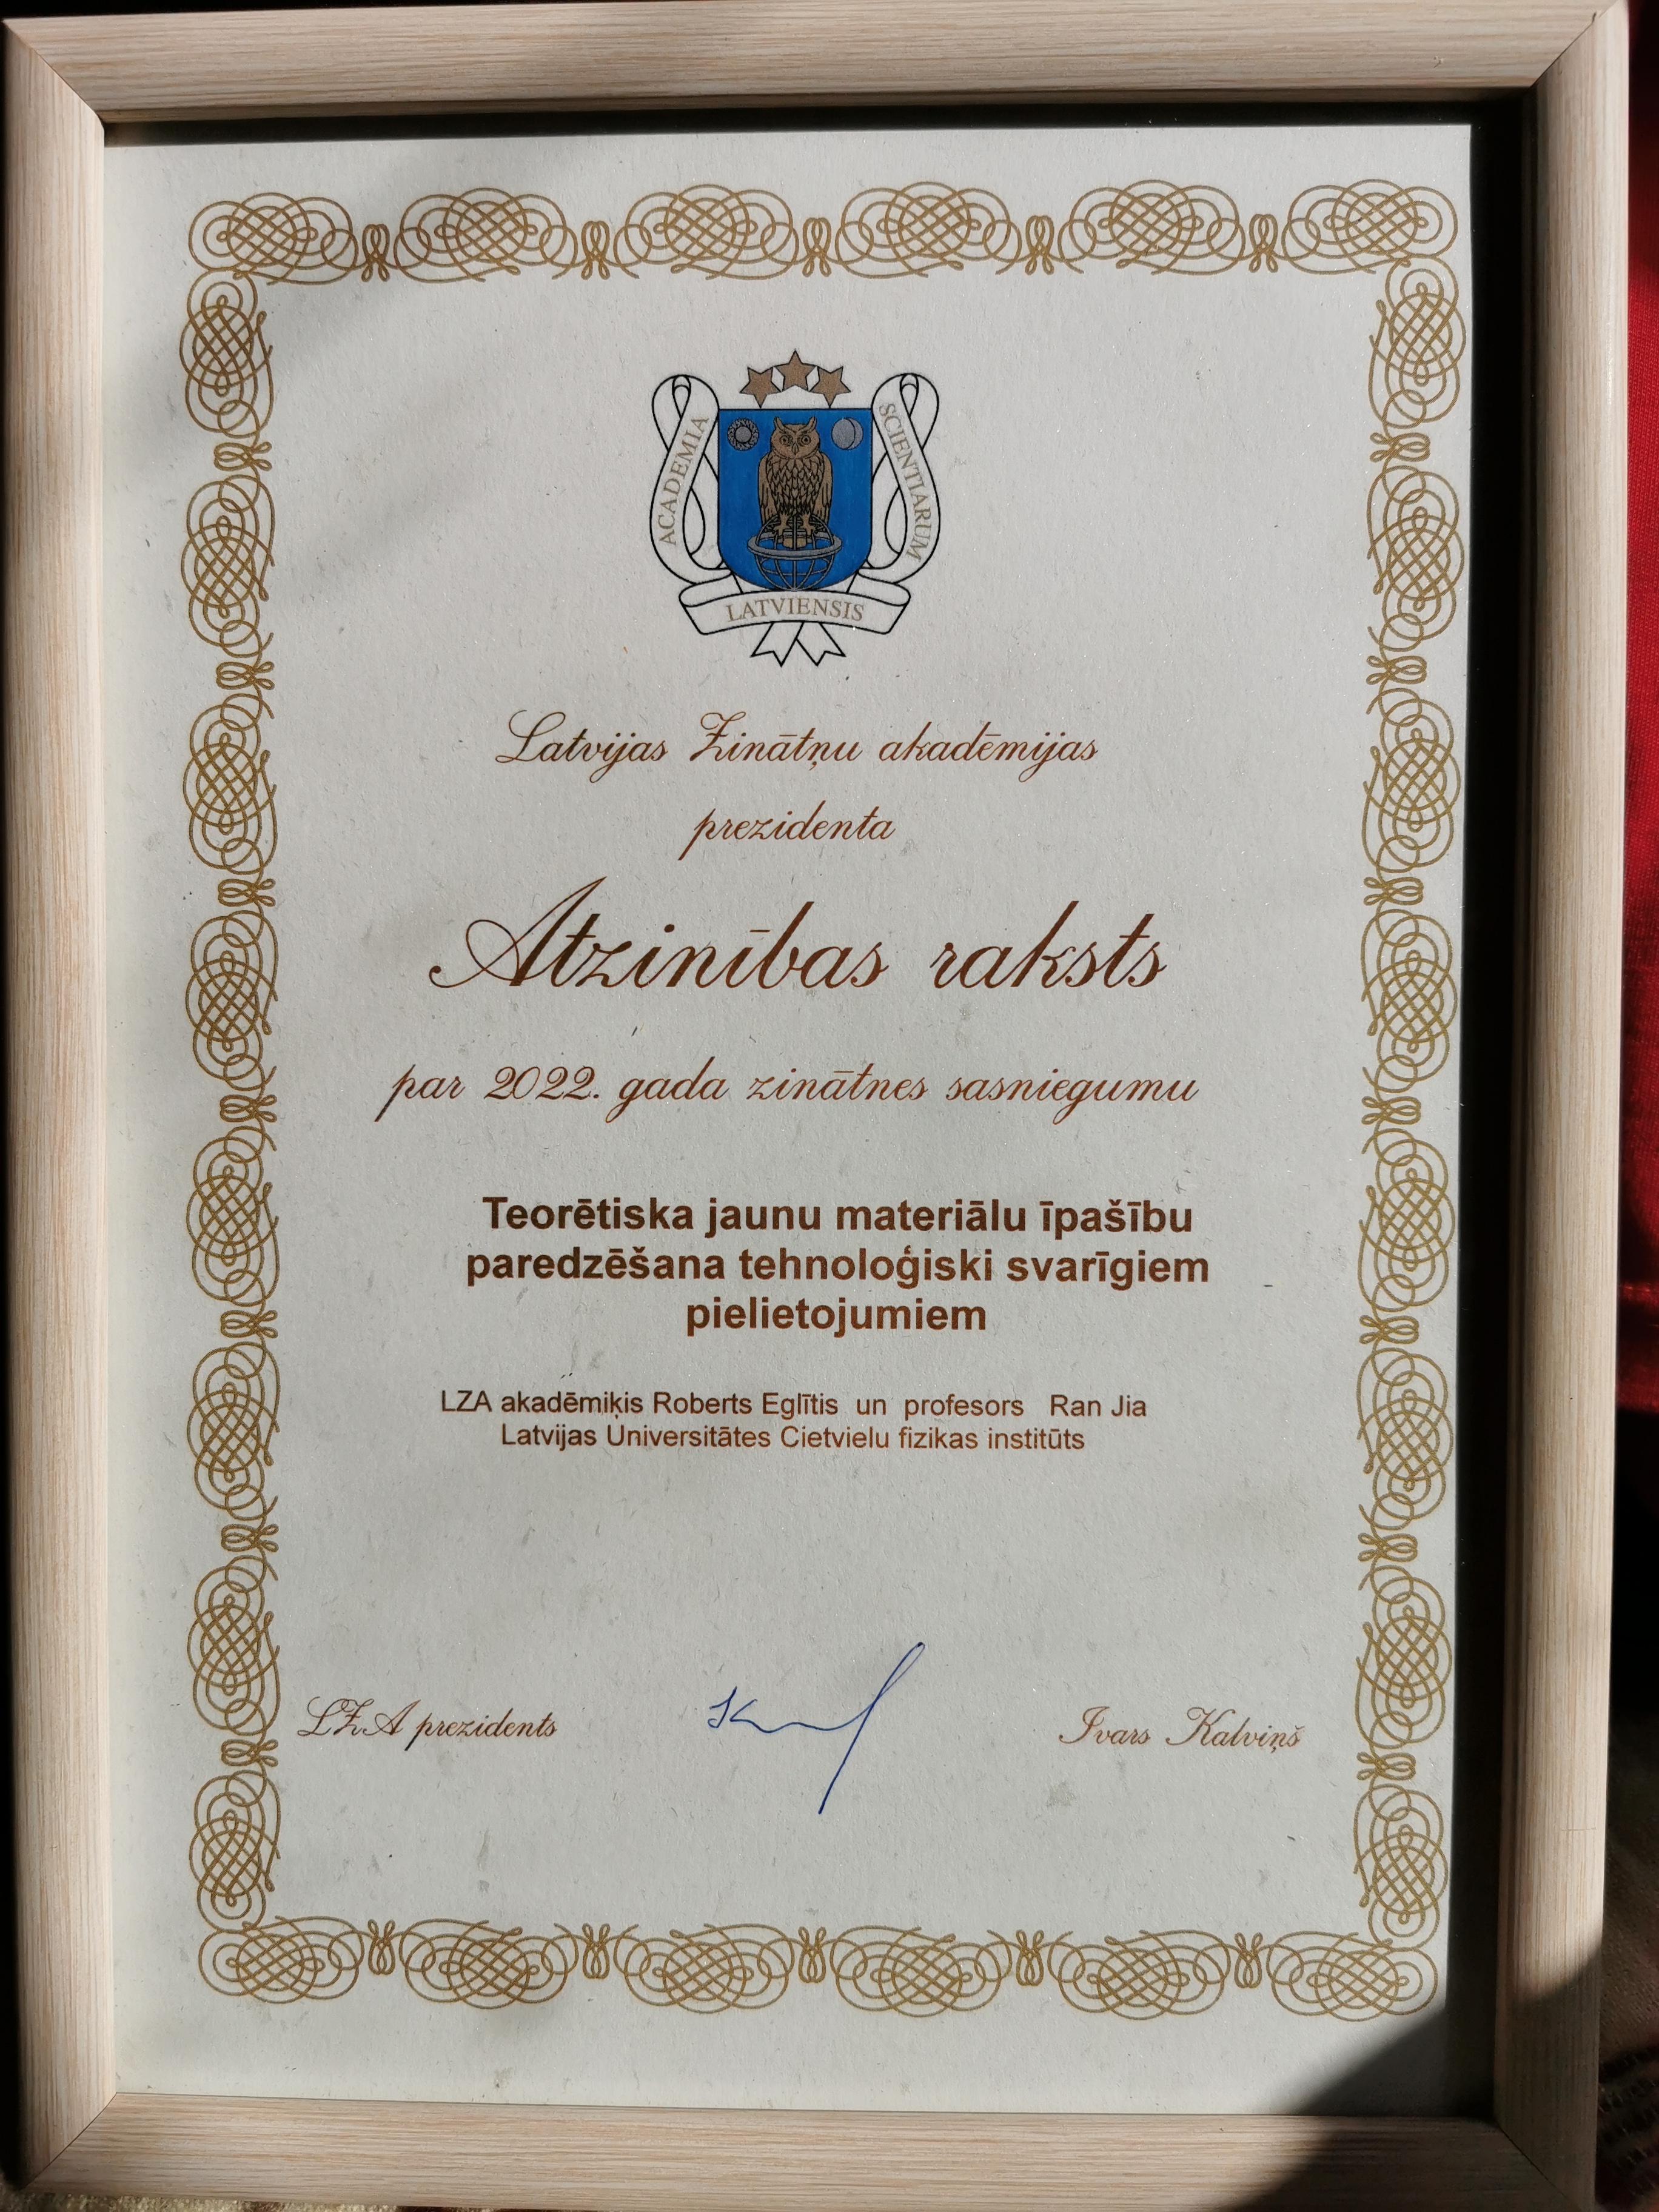 ACADEMIA
SCIENTIARUM
LATVIENSIS
Latvijas Zinātņu akadēmijas
prezidenta
Atzinības raksts
par 2022. gada zinātnes sasniegumu
Teorētiska jaunu materiālu īpašību
paredzēšana tehnoloģiski svarīgiem
pielietojumiem
LZA akadēmiķis Roberts Eglītis un profesors Ran Jia
Latvijas Universitātes Cietvielu fizikas institūts
LZA prezidents
Ivars Kalviņš